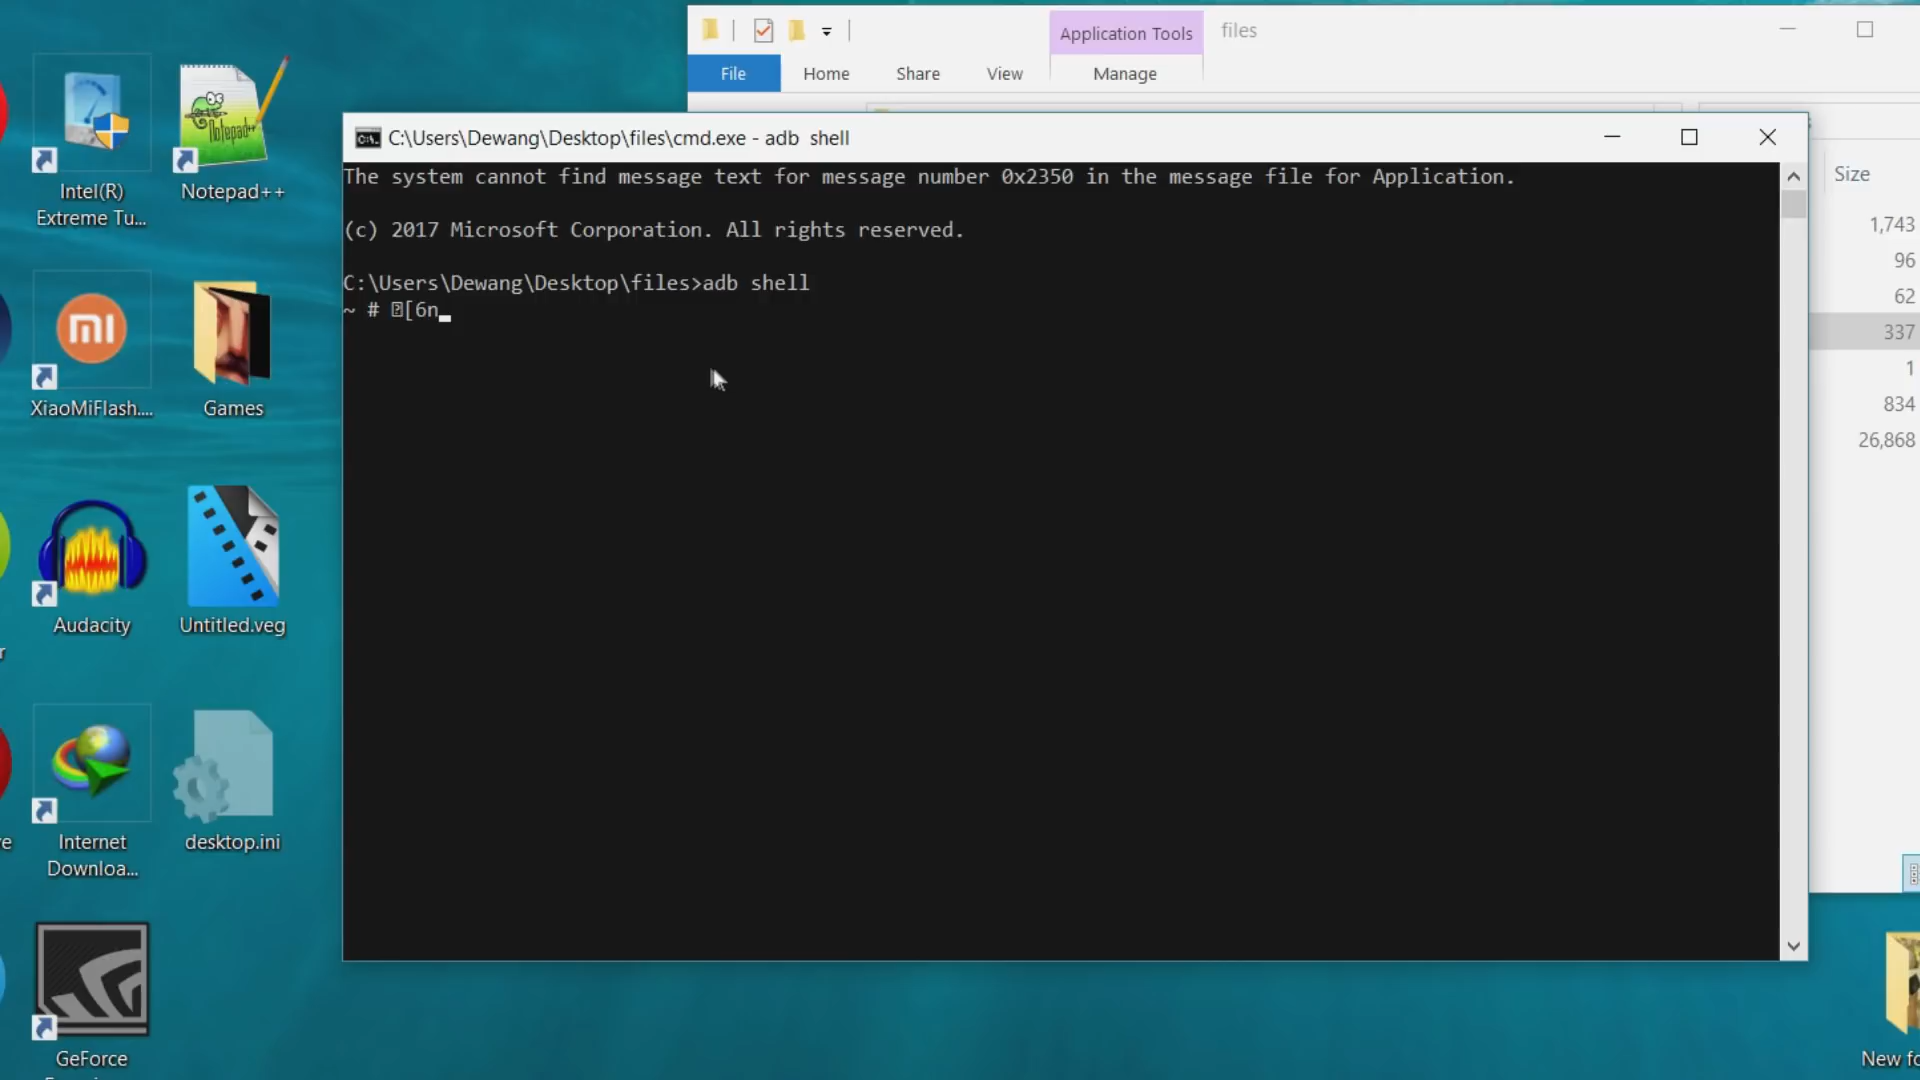 Application Tools
files
File
Home
Share
View
Manage
C:\Users\Dewang\Desktop\files\cmd.exe - adb  shell
The system cannot find message text for message number 0x2350 in the message file for Application.
(c) 2017 Microsoft Corporation. All rights reserved.
C:\Users\Dewang\Desktop\files>adb shell
~ # [6n
Size
1,743
96
62
337
1
834
26,868
Intel(R)
Extreme Tu...
Notepad++
XiaoMiFlash....
Games
Audacity
Untitled.veg
Internet
Downloa...
desktop.ini
GeForce
New fo